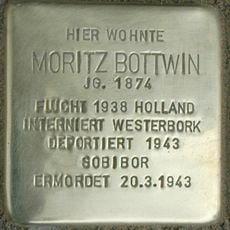 HIER WOHNTE
MORITZ BOTTWIN
JG. 1874
FLUCHT 1938 HOLLAND
INTERNIERT WESTERBORK
DEPORTIERT 1943
SOBIBOR
ERMORDET 20.3.1943